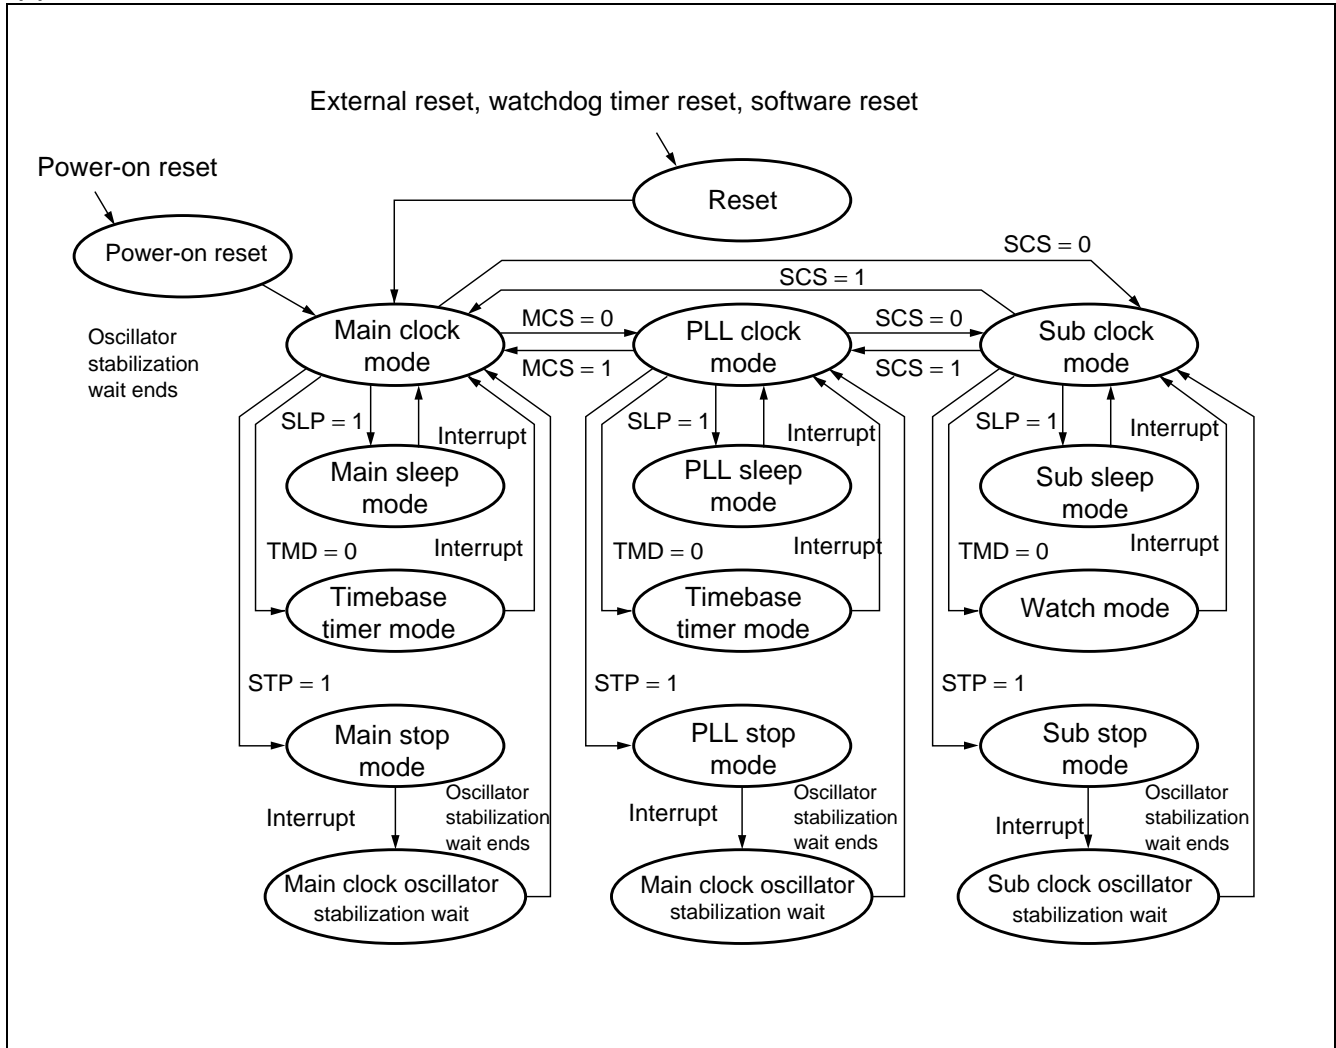 External reset, watchdog timer reset, software reset
Power-on reset
Reset
Power-on reset
SCS = 0
SCS = 1
Oscillator
stabilization
wait ends
Main clock
mode
MCS = 0
MCS = 1
PLL clock
mode
SCS = 0
SCS = 1
Sub clock
mode
SLP = 1
Interrupt
SLP = 1
Interrupt
SLP = 1
Interrupt
Main sleep
mode
PLL sleep
mode
Sub sleep
mode
TMD = 0
Interrupt
TMD = 0
Interrupt
TMD = 0
Interrupt
Timebase
timer mode
Timebase
timer mode
Watch mode
STP = 1
STP = 1
STP = 1
Main stop
mode
PLL stop
mode
Sub stop
mode
Interrupt
Oscillator
stabilization
wait ends
Interrupt
Oscillator
stabilization
wait ends
Interrupt
Oscillator
stabilization
wait ends
Main clock oscillator
stabilization wait
Main clock oscillator
stabilization wait
Sub clock oscillator
stabilization wait